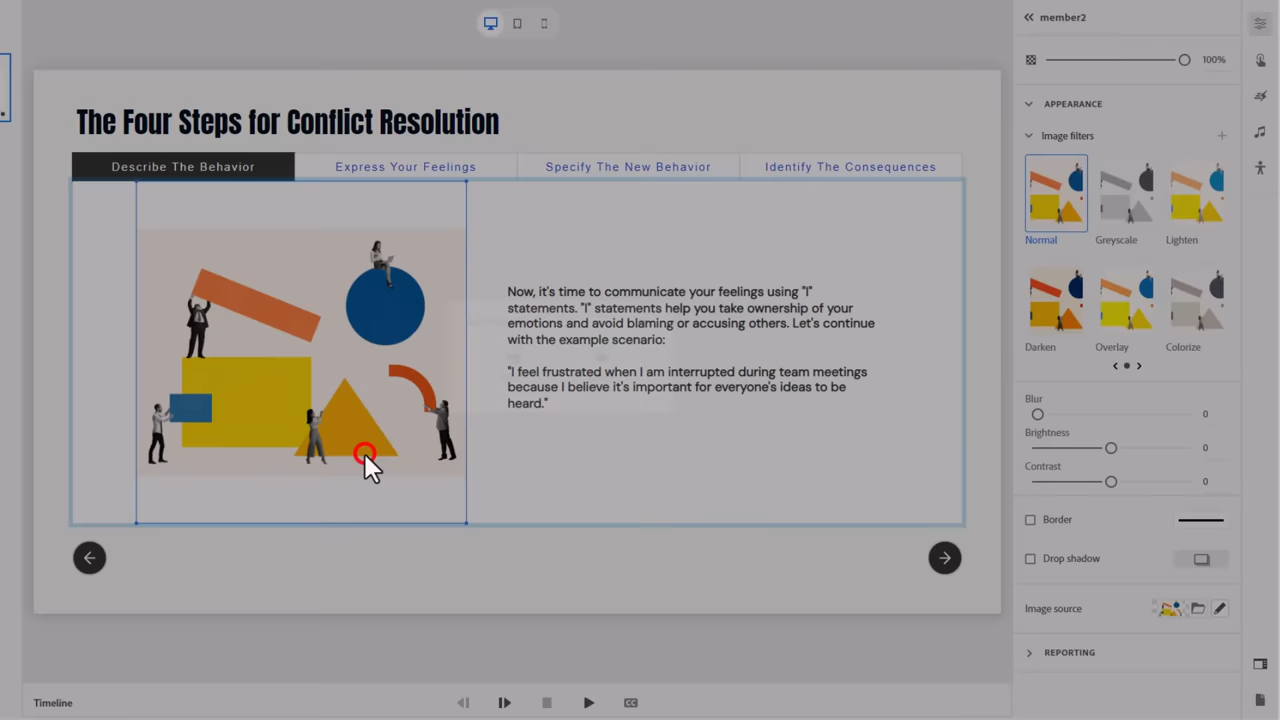 member2
100%
APPEARANCE
Image filters
Normal
Greyscale
Lighten
Darken
Overlay
Colorize
Blur
0
Brightness
0
Contrast
0
Border
Drop shadow
Image source
REPORTING
The Four Steps for Conflict Resolution
Describe The Behavior
Express Your Feelings
Specify The New Behavior
Identify The Consequences
Now, it's time to communicate your feelings using "I"
statements. "I" statements help you take ownership of your
emotions and avoid blaming or accusing others. Let's continue
with the example scenario:
"I feel frustrated when I am interrupted during team meetings
because I believe it's important for everyone's ideas to be
heard."
Timeline
CC